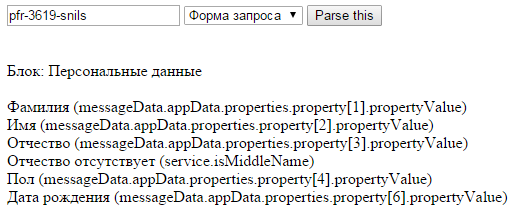 pfr-3619-snils Форма запроса Parse this
Блок: Персональные данные
Фамилия (messageData.appData.properties.property[1].propertyValue)
Имя (messageData.appData.properties.property[2].propertyValue)
Отчество (messageData.appData.properties.property[3].propertyValue)
Отчество отсутствует (service.isMiddleName)
Пол (messageData.appData.properties.property[4].propertyValue)
Дата рождения (messageData.appData.properties.property[6].propertyValue)